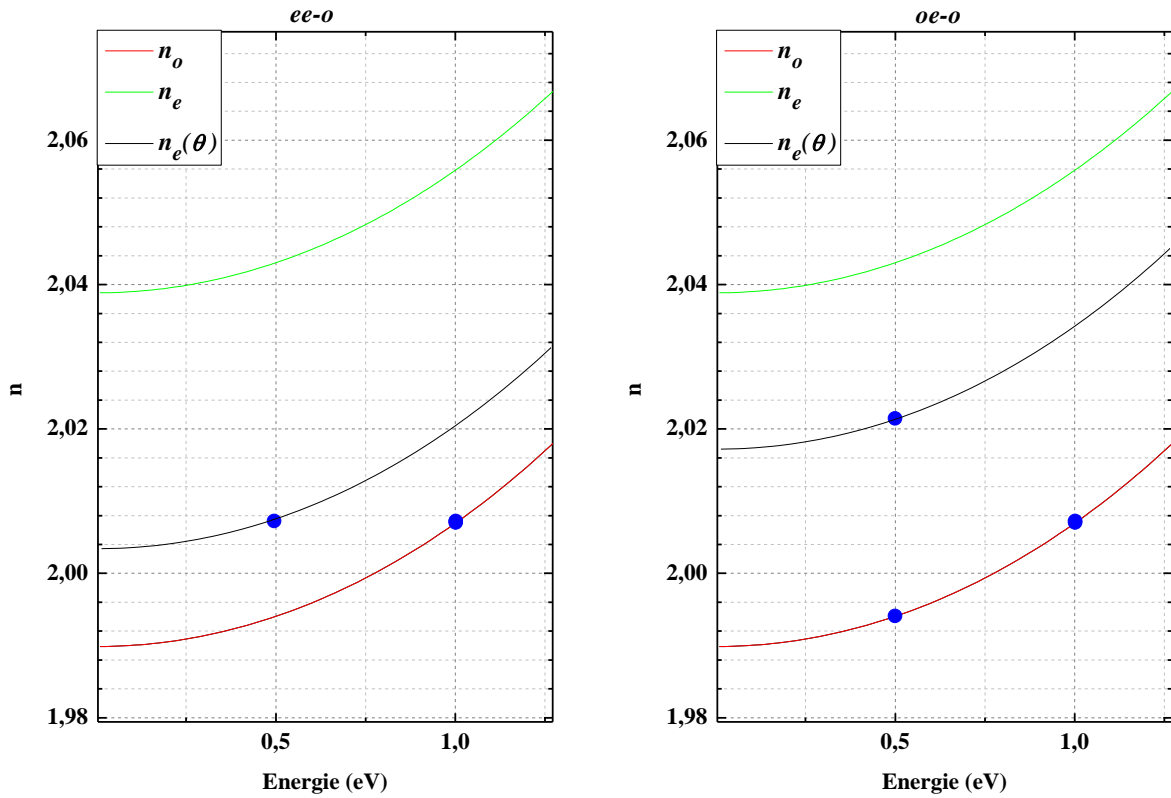 ee-o
n_o
n_e
n_e(θ)
2,06
2,04
2,02
2,00
1,98
n
0,5 1,0
Energie (eV)
oe-o
n_o
n_e
n_e(θ)
2,06
2,04
2,02
2,00
1,98
n
0,5 1,0
Energie (eV)